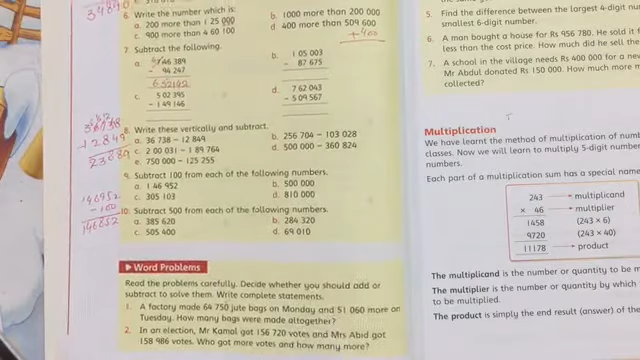 34840
6. Write the number which is:
a. 200 more than 1 25 000
b. 1000 more than 200 000
c. 900 more than 4 60 100
d. 400 more than 509 600
+400
7. Subtract the following.
a. 46 389
- 94 247
652142
b. 1 05 003
- 87 675
c. 5 02 395
- 1 49 146
d. 7 62 043
- 5 09 567
8. Write these vertically and subtract.
a. 36 738 - 12 849
b. 256 704 - 103 028
c. 2 00 031 - 1 89 764
d. 500 000 - 360 824
e. 750 000 - 125 255
36738
- 12849
23889
9. Subtract 100 from each of the following numbers.
a. 1 46 952
b. 500 000
c. 305 103
d. 810 000
146952
- 100
146852
10. Subtract 500 from each of the following numbers.
a. 385 620
b. 284 320
c. 505 400
d. 69 010
Word Problems
Read the problems carefully. Decide whether you should add or
subtract to solve them. Write complete statements.
1. A factory made 64 750 jute bags on Monday and 51 060 more on
Tuesday. How many bags were made altogether?
2. In an election, Mr Kamal got 156 720 votes and Mrs Abid got
158 986 votes. Who got more votes and how many more?
5. Find the difference between the largest 4-digit
smallest 6-digit number.
6. A man bought a house for Rs 956 780. He sold it
less than the cost price. How much did he sell the
7. A school in the village needs Rs 400 000 for a
Mr Abdul donated Rs 150 000. How much more
collected?
Multiplication
We have learnt the method of multiplication of
classes. Now we will learn to multiply 5-digit
numbers.
Each part of a multiplication sum has a special
243 multiplicand
× 46 multiplier
1458 (243 × 6)
9720 (243 × 40)
11178 product
The multiplicand is the number or quantity to be
The multiplier is the number or quantity by which
to be multiplied.
The product is simply the end result (answer) of the